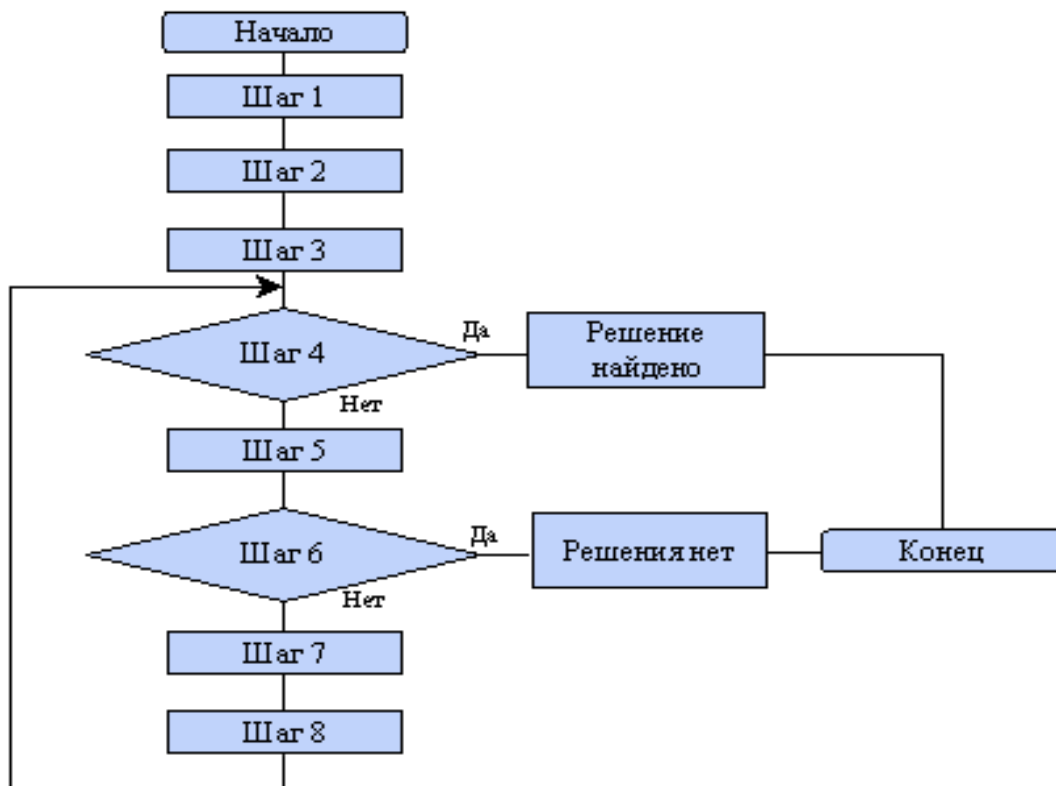 Начало
Шаг 1
Шаг 2
Шаг 3
Шаг 4
Да
Решение
найдено
Нет
Шаг 5
Шаг 6
Да
Решения нет
Конец
Нет
Шаг 7
Шаг 8